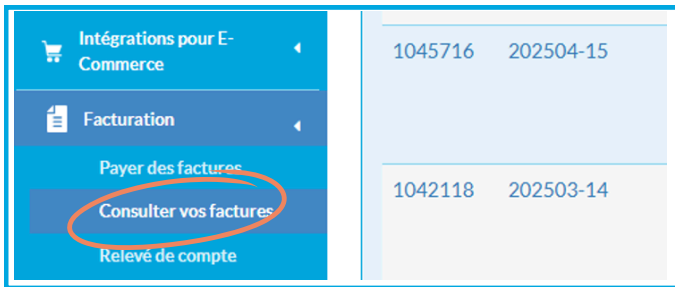 Intégrations pour E-
Commerce
Facturation
Payer des factures
Consulter vos factures
Relevé de compte
1045716 202504-15
1042118 202503-14